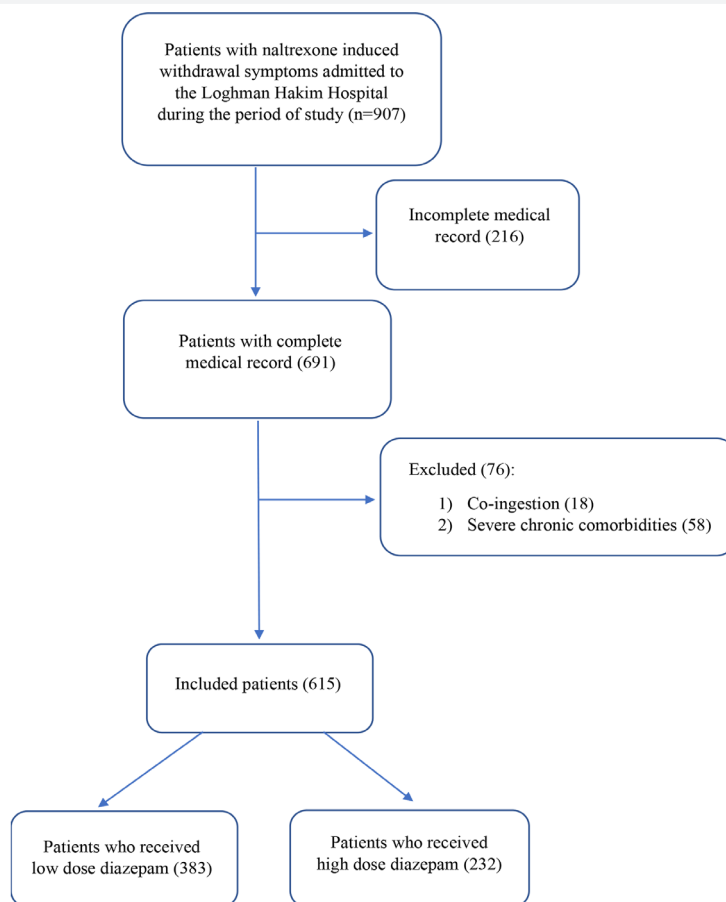 Patients with naltrexone induced
withdrawal symptoms admitted to
the Loghman Hakim Hospital
during the period of study (n=907)
Incomplete medical
record (216)
Patients with complete
medical record (691)
Excluded (76):
1) Co-ingestion (18)
2) Severe chronic comorbidities (58)
Included patients (615)
Patients who received
low dose diazepam (383)
Patients who received
high dose diazepam (232)